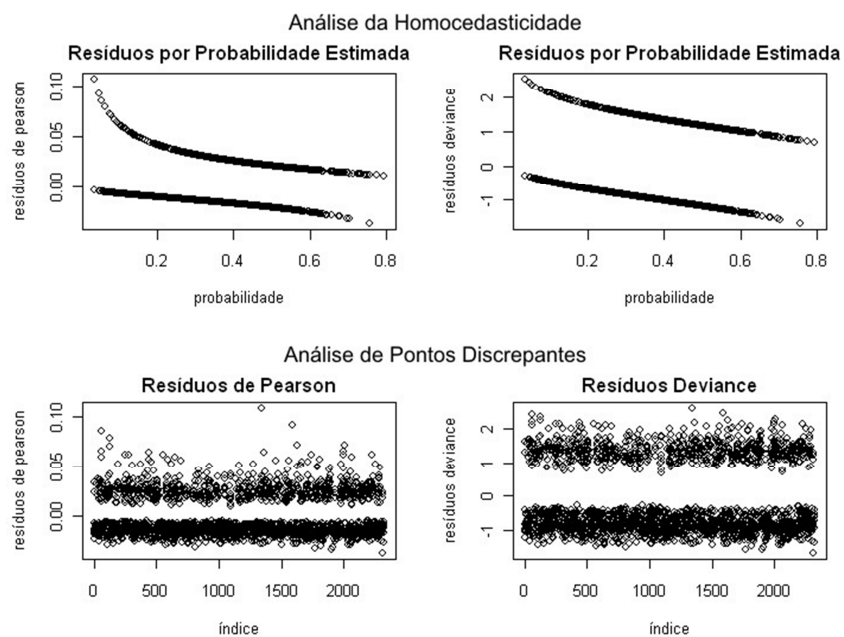 Análise da Homocedasticidade
Resíduos por Probabilidade Estimada
resíduos de pearson
0.10
0.05
0.00
0.2 0.4 0.6 0.8
probabilidade
Resíduos por Probabilidade Estimada
resíduos deviance
2
1
0
-1
0.2 0.4 0.6 0.8
probabilidade
Análise de Pontos Discrepantes
Resíduos de Pearson
resíduos de pearson
0.10
0.05
0.00
0 500 1000 1500 2000
índice
Resíduos Deviance
resíduos deviance
2
1
0
-1
0 500 1000 1500 2000
índice